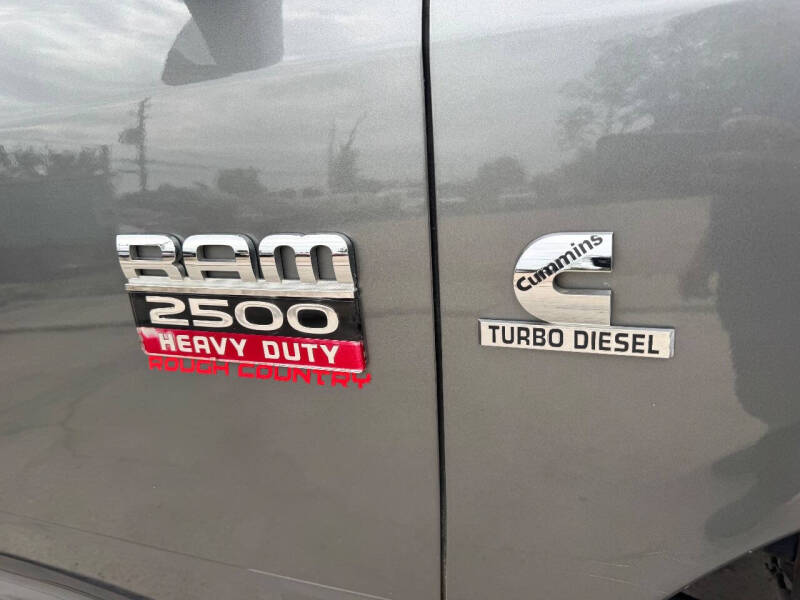 RAM
2500
HEAVY DUTY
ROUGH COUNTRY
Cummins
TURBO DIESEL